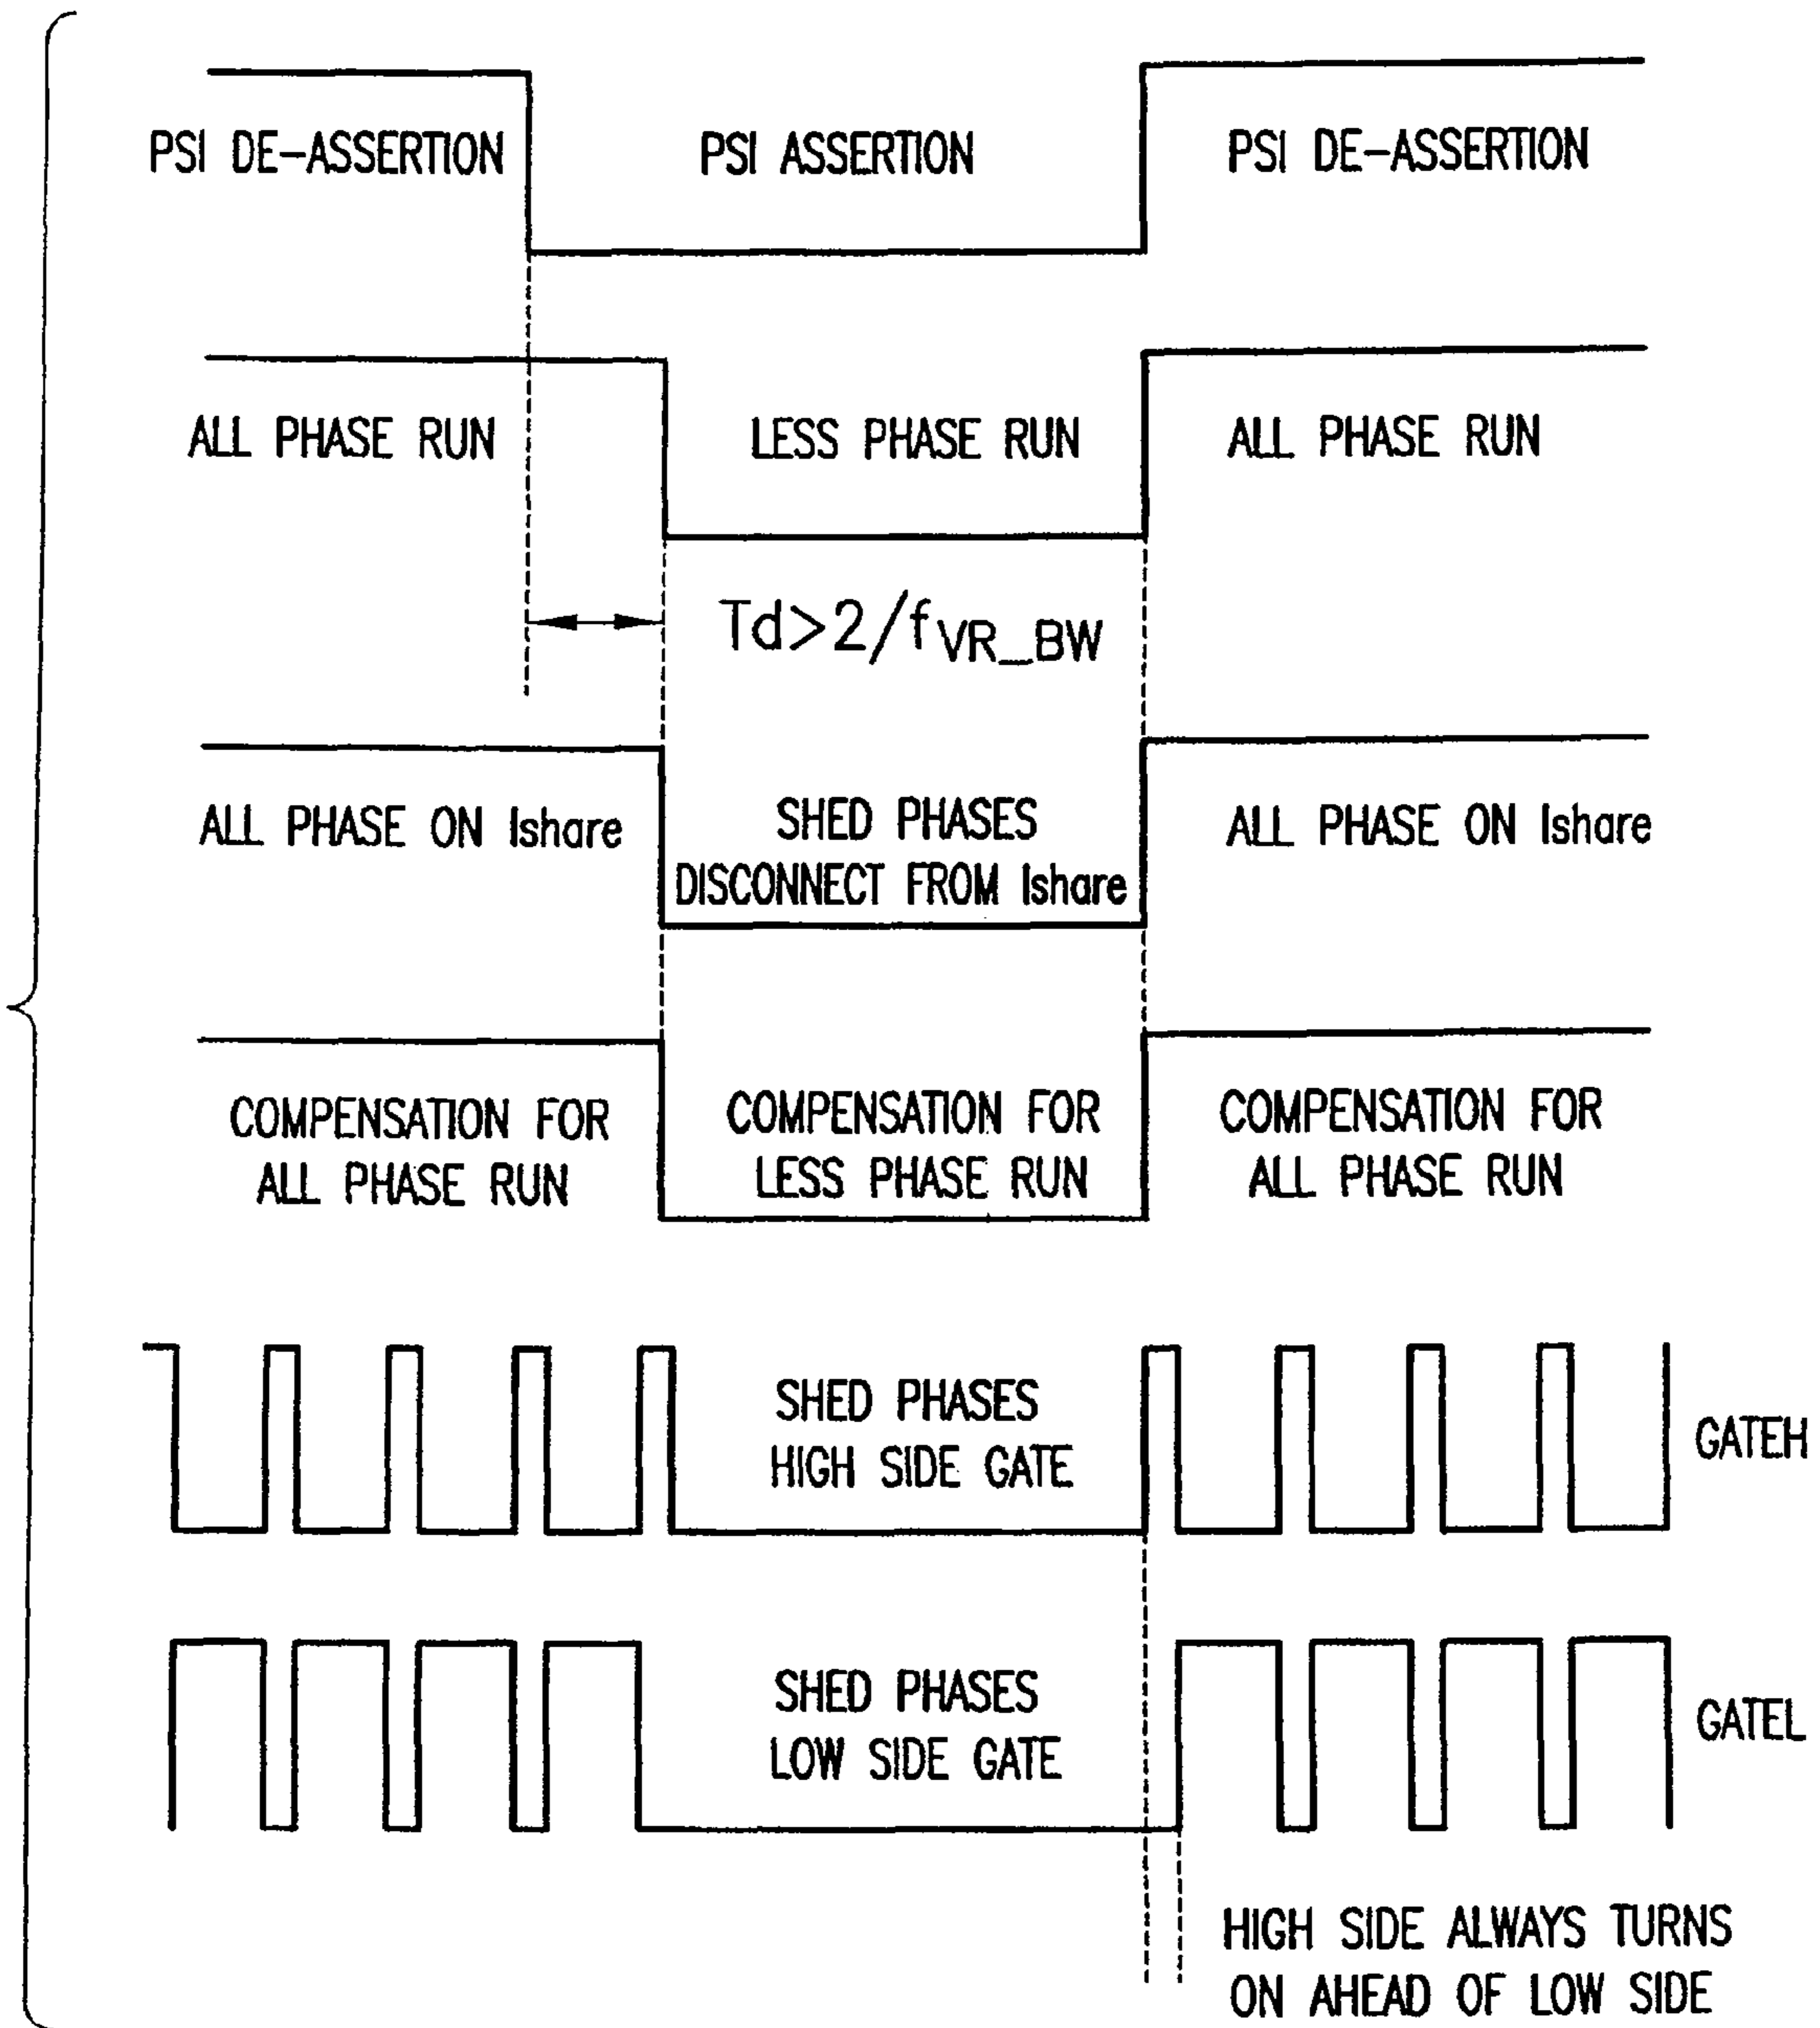 PSI DE-ASSERTION
PSI ASSERTION
PSI DE-ASSERTION
ALL PHASE RUN
LESS PHASE RUN
ALL PHASE RUN
Td>2/fVR_BW
ALL PHASE ON Ishare
SHED PHASES
DISCONNECT FROM Ishare
ALL PHASE ON Ishare
COMPENSATION FOR
ALL PHASE RUN
COMPENSATION FOR
LESS PHASE RUN
COMPENSATION FOR
ALL PHASE RUN
SHED PHASES
HIGH SIDE GATE
GATEH
SHED PHASES
LOW SIDE GATE
GATEL
HIGH SIDE ALWAYS TURNS
ON AHEAD OF LOW SIDE